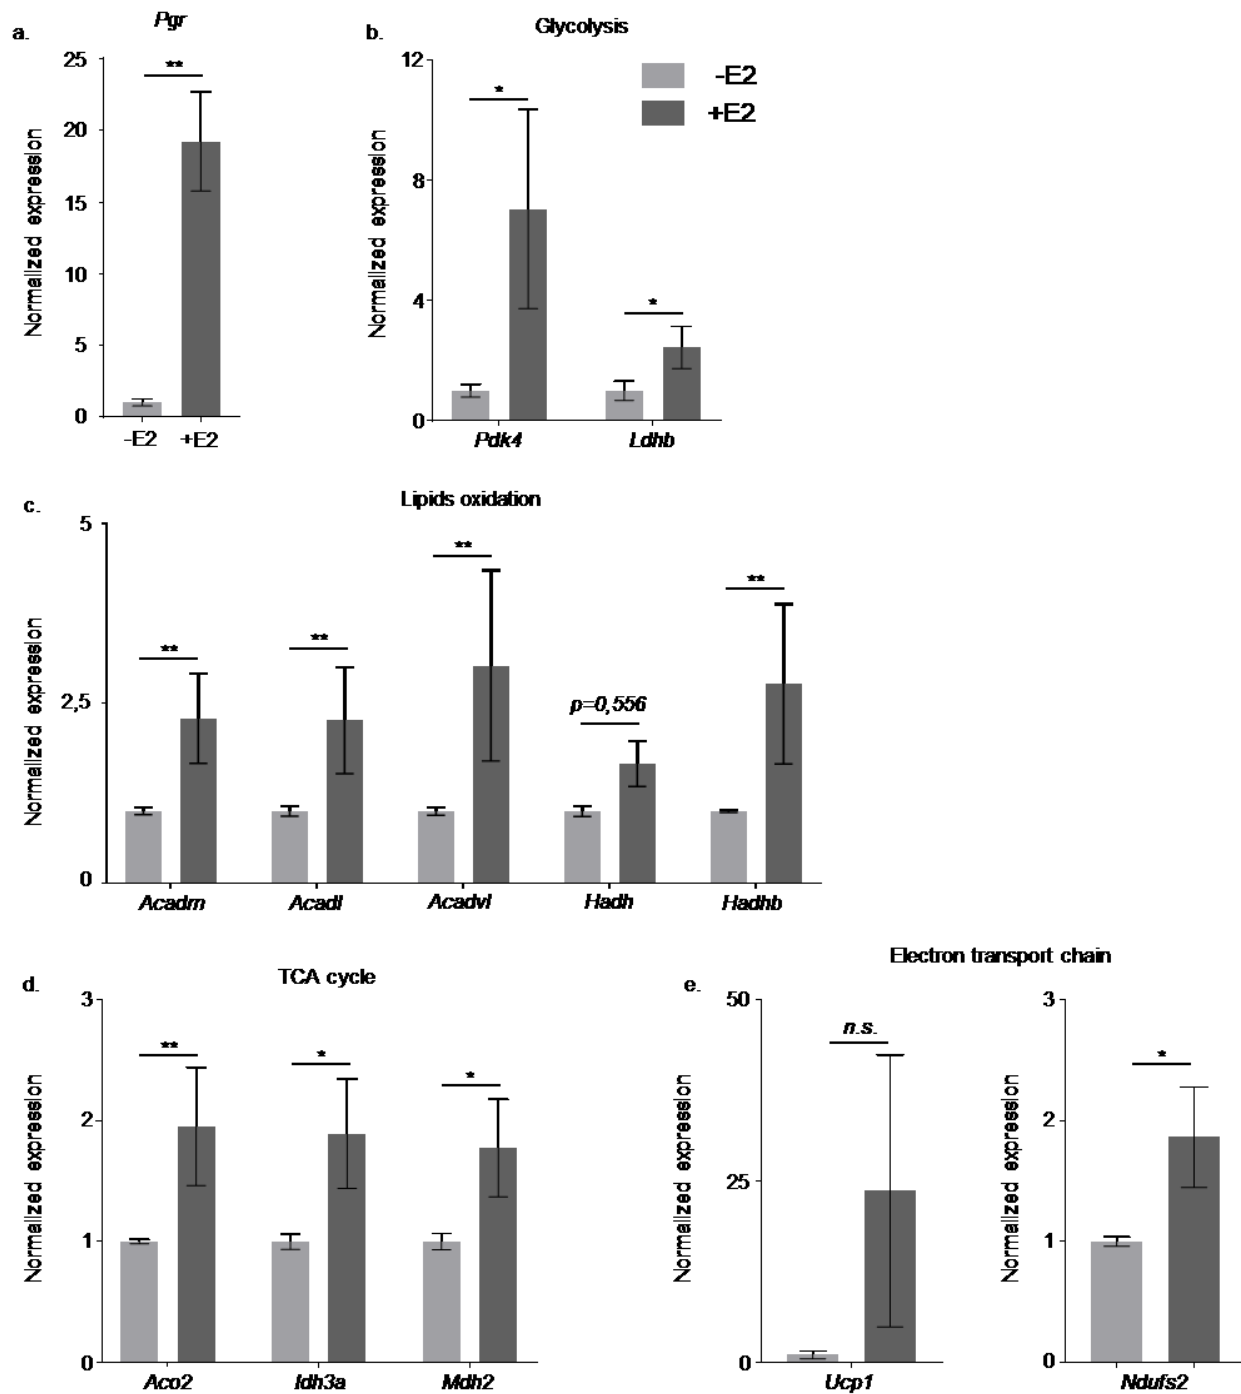 a.
Pgr
Normalized expression
25
20
15
10
5
0
**
-E2 +E2
b.
Glycolysis
Normalized expression
12
8
4
0
*
*
Pdk4 Ldhb
-E2
+E2
c.
Lipids oxidation
Normalized expression
5
2,5
0
**
**
**
p=0,556
**
Acadm Acadl Acadvl Hadh Hadhb
d.
TCA cycle
Normalized expression
3
2
1
0
**
*
*
Aco2 Idh3a Mdh2
e.
Electron transport chain
Normalized expression
50
25
0
n.s.
Ucp1
Normalized expression
3
2
1
0
*
Ndufs2